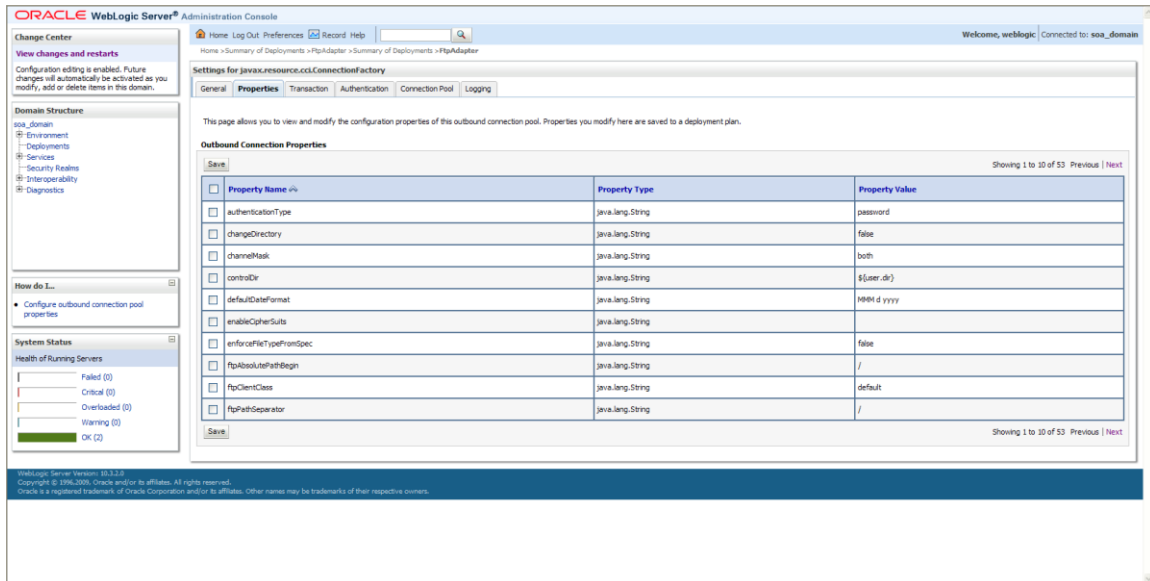 ORACLE WebLogic Server® Administration Console
Change Center
View changes and restarts
Configuration editing is enabled. Future
changes will automatically be activated as you
modify, add or delete items in this domain.
Domain Structure
soa_domain
Environment
Deployments
Services
Security Realms
Interoperability
Diagnostics
How do I...
Configure outbound connection pool
properties
System Status
Health of Running Servers
Failed (0)
Critical (0)
Overloaded (0)
Warning (0)
OK (2)
Home Log Out Preferences Record Help
Welcome, weblogic Connected to: soa_domain
Home >Summary of Deployments >FtpAdapter >Summary of Deployments >FtpAdapter
Settings for javax.resource.cci.ConnectionFactory
General Properties Transaction Authentication Connection Pool Logging
This page allows you to view and modify the configuration properties of this outbound connection pool. Properties you modify here are saved to a deployment plan.
Outbound Connection Properties
Save Showing 1 to 10 of 53 Previous | Next
Property Name Property Type Property Value
authenticationType java.lang.String password
changeDirectory java.lang.String false
channelMask java.lang.String both
controlDir java.lang.String ${user.dir}
defaultDateFormat java.lang.String MMM d yyyy
enableCipherSuits java.lang.String
enforceFileTypeFromSpec java.lang.String false
ftpAbsolutePathBegin java.lang.String /
ftpClientClass java.lang.String default
ftpPathSeparator java.lang.String /
Save Showing 1 to 10 of 53 Previous | Next
WebLogic Server Version: 10.3.2.0
Copyright © 1996,2009, Oracle and/or its affiliates. All rights reserved.
Oracle is a registered trademark of Oracle Corporation and/or its affiliates. Other names may be trademarks of their respective owners.